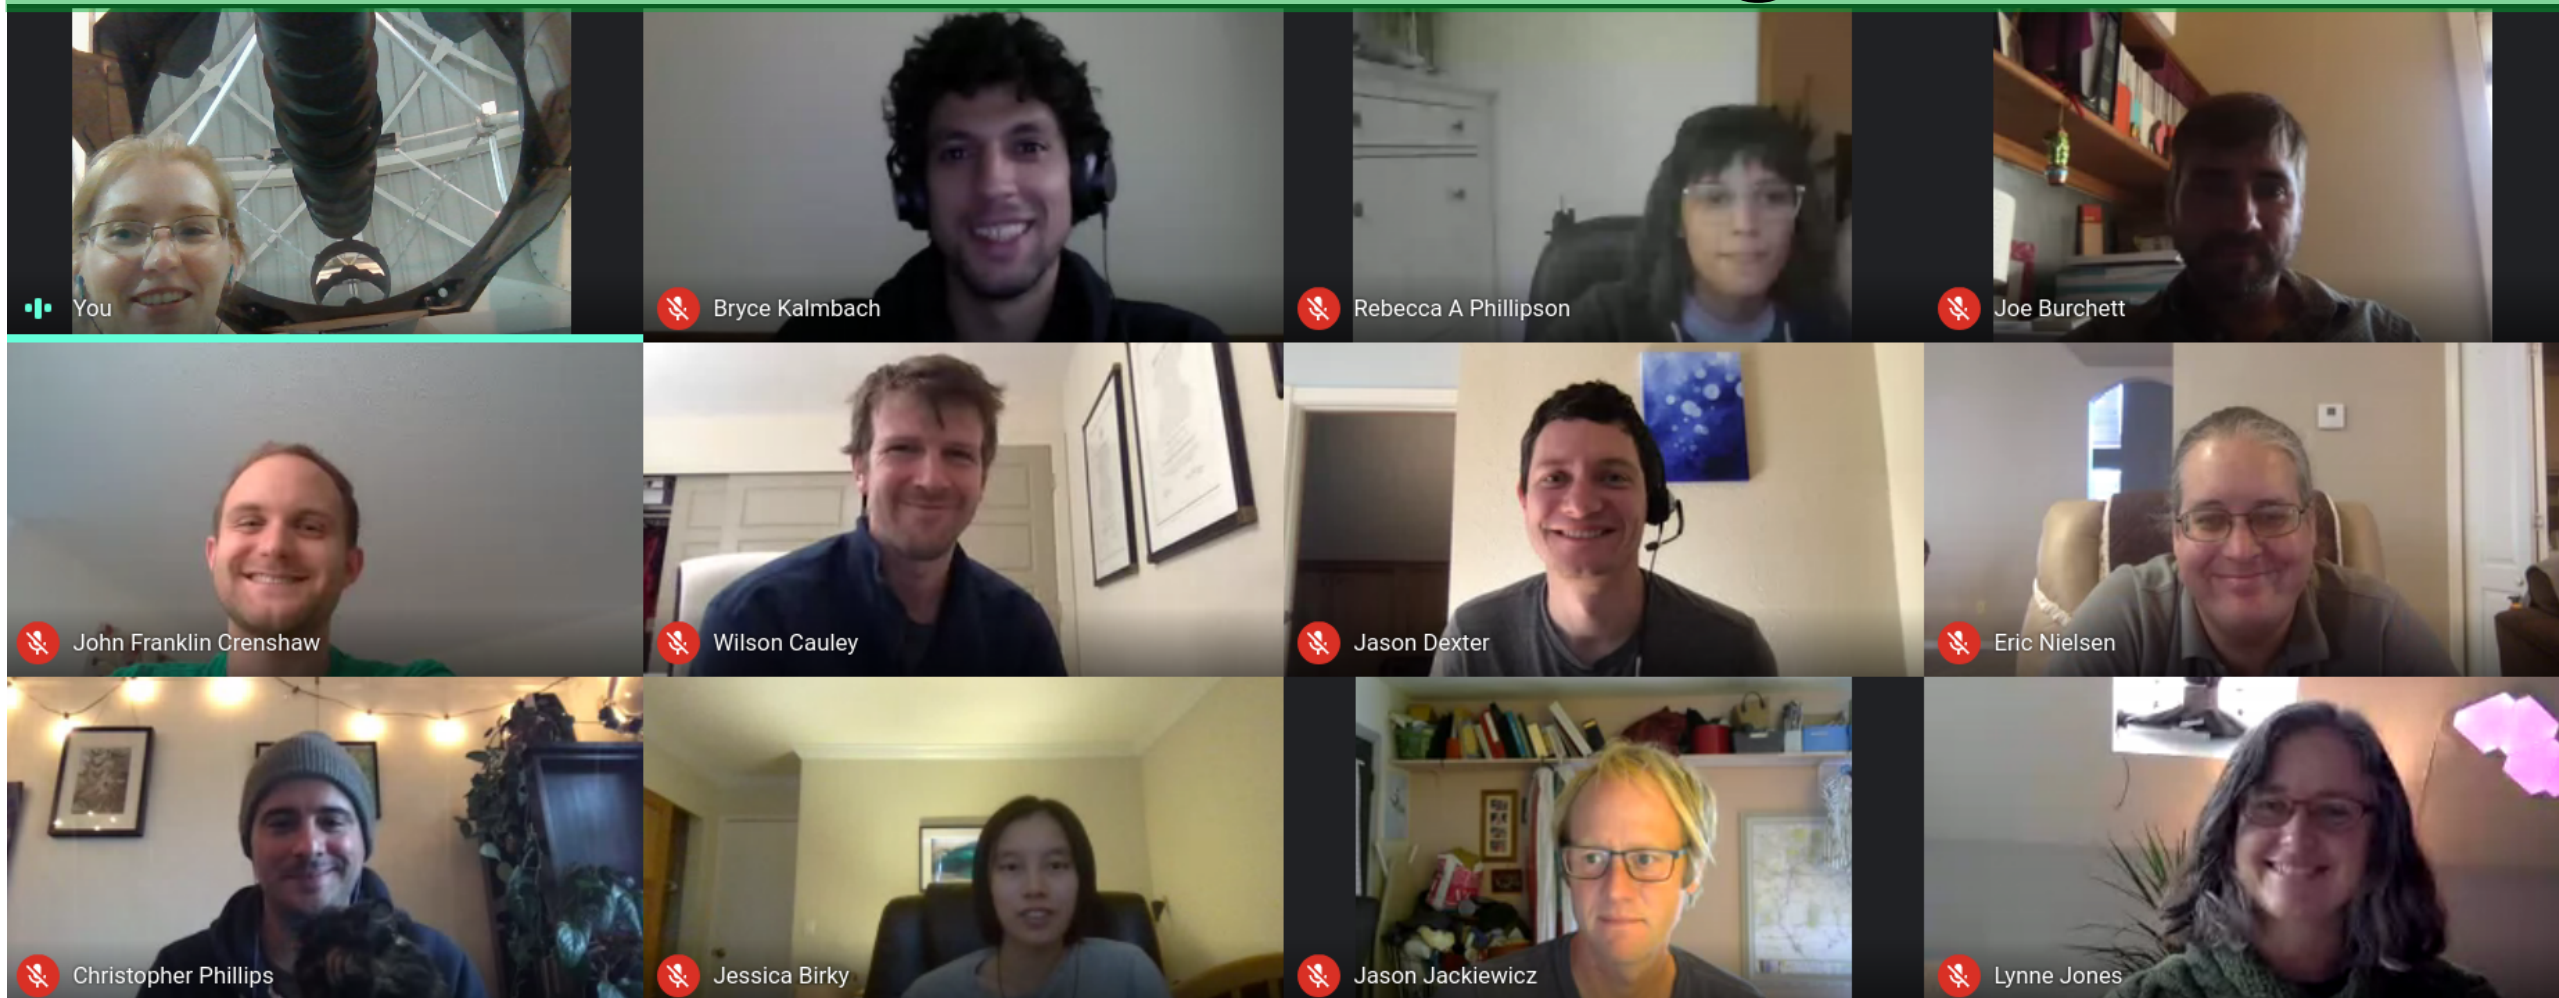 You
Bryce Kalmbach
Rebecca A Phillipson
Joe Burchett
John Franklin Crenshaw
Wilson Cauley
Jason Dexter
Eric Nielsen
Christopher Phillips
Jessica Birky
Jason Jackiewicz
Lynne Jones